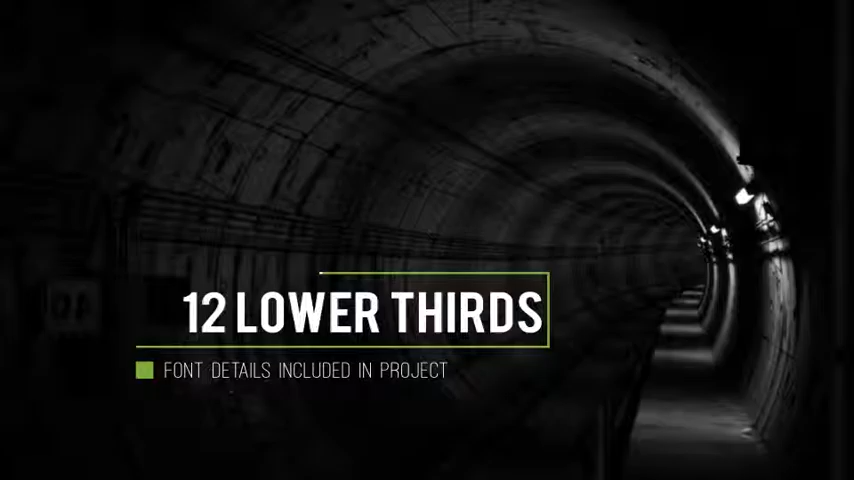 12 LOWER THIRDS
FONT DETAILS INCLUDED IN PROJECT